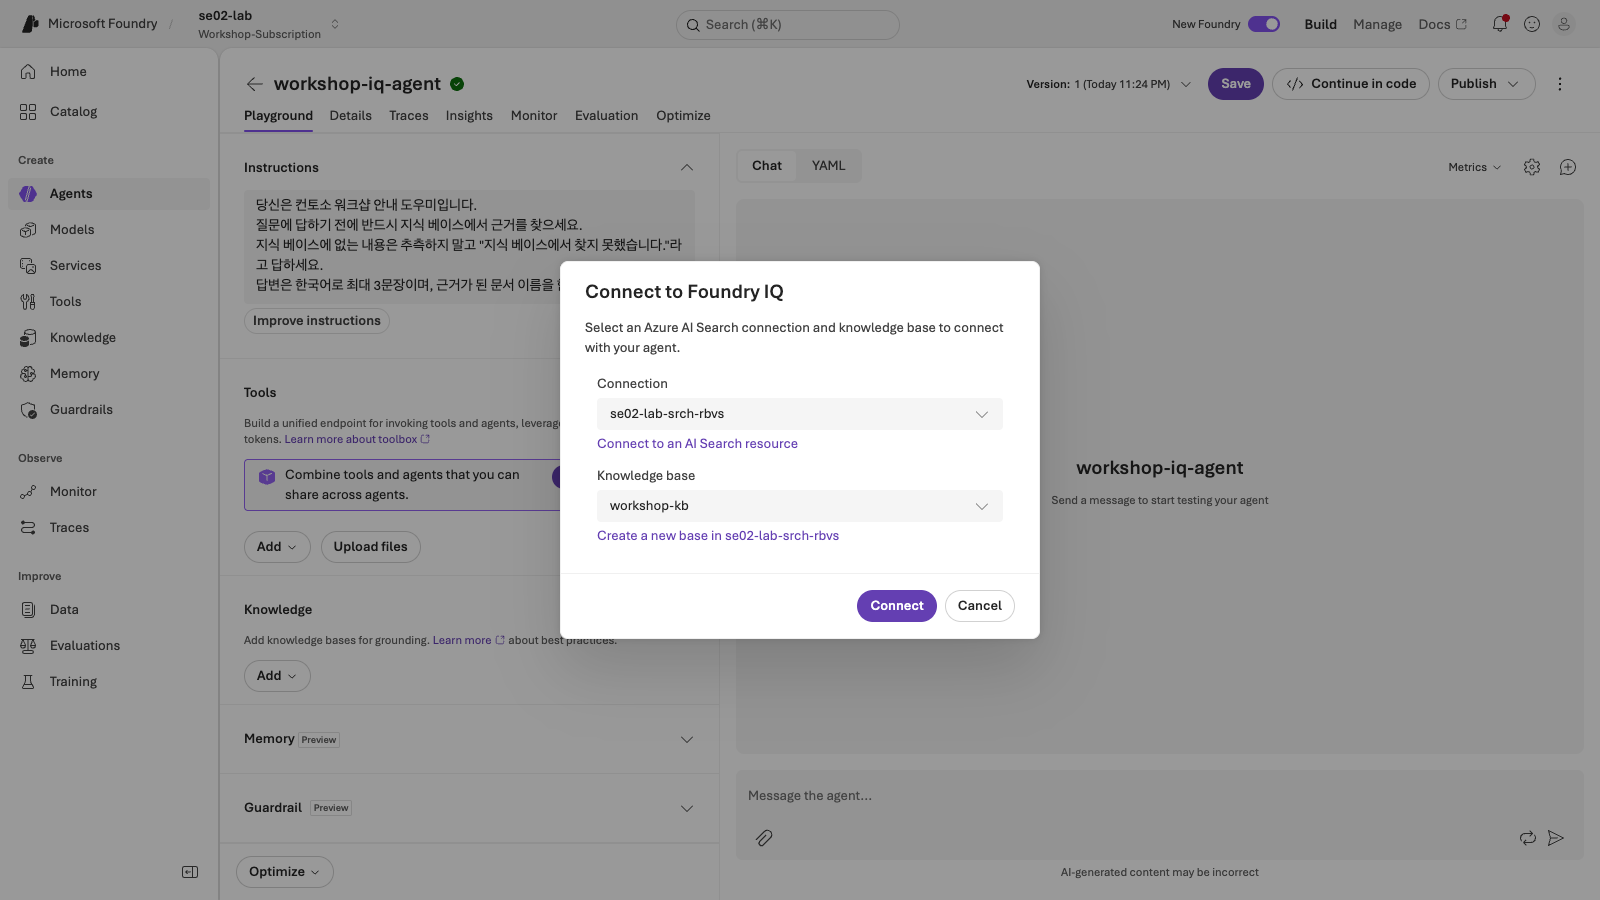 Microsoft Foundry
/
se02-lab
Workshop-Subscription
Search (⌘K)
New Foundry
Build
Manage
Docs
Home
Catalog
Create
Agents
Models
Services
Tools
Knowledge
Memory
Guardrails
Observe
Monitor
Traces
Improve
Data
Evaluations
Training
workshop-iq-agent
Version: 1 (Today 11:24 PM)
Save
Continue in code
Publish
Playground
Details
Traces
Insights
Monitor
Evaluation
Optimize
Instructions
당신은 컨토소 워크샵 안내 도우미입니다.
질문에 답하기 전에 반드시 지식 베이스에서 근거를 찾으세요.
지식 베이스에 없는 내용은 추측하지 말고 "지식 베이스에서 찾지 못했습니다."라
고 답하세요.
답변은 한국어로 최대 3문장이며, 근거가 된 문서 이름을
Improve instructions
Tools
Build a unified endpoint for invoking tools and agents, leverage
tokens. Learn more about toolbox
Combine tools and agents that you can
share across agents.
Add
Upload files
Knowledge
Add knowledge bases for grounding. Learn more about best practices.
Add
Memory Preview
Guardrail Preview
Optimize
Chat
YAML
Metrics
workshop-iq-agent
Send a message to start testing your agent
Message the agent...
AI-generated content may be incorrect
Connect to Foundry IQ
Select an Azure AI Search connection and knowledge base to connect
with your agent.
Connection
se02-lab-srch-rbvs
Connect to an AI Search resource
Knowledge base
workshop-kb
Create a new base in se02-lab-srch-rbvs
Connect
Cancel